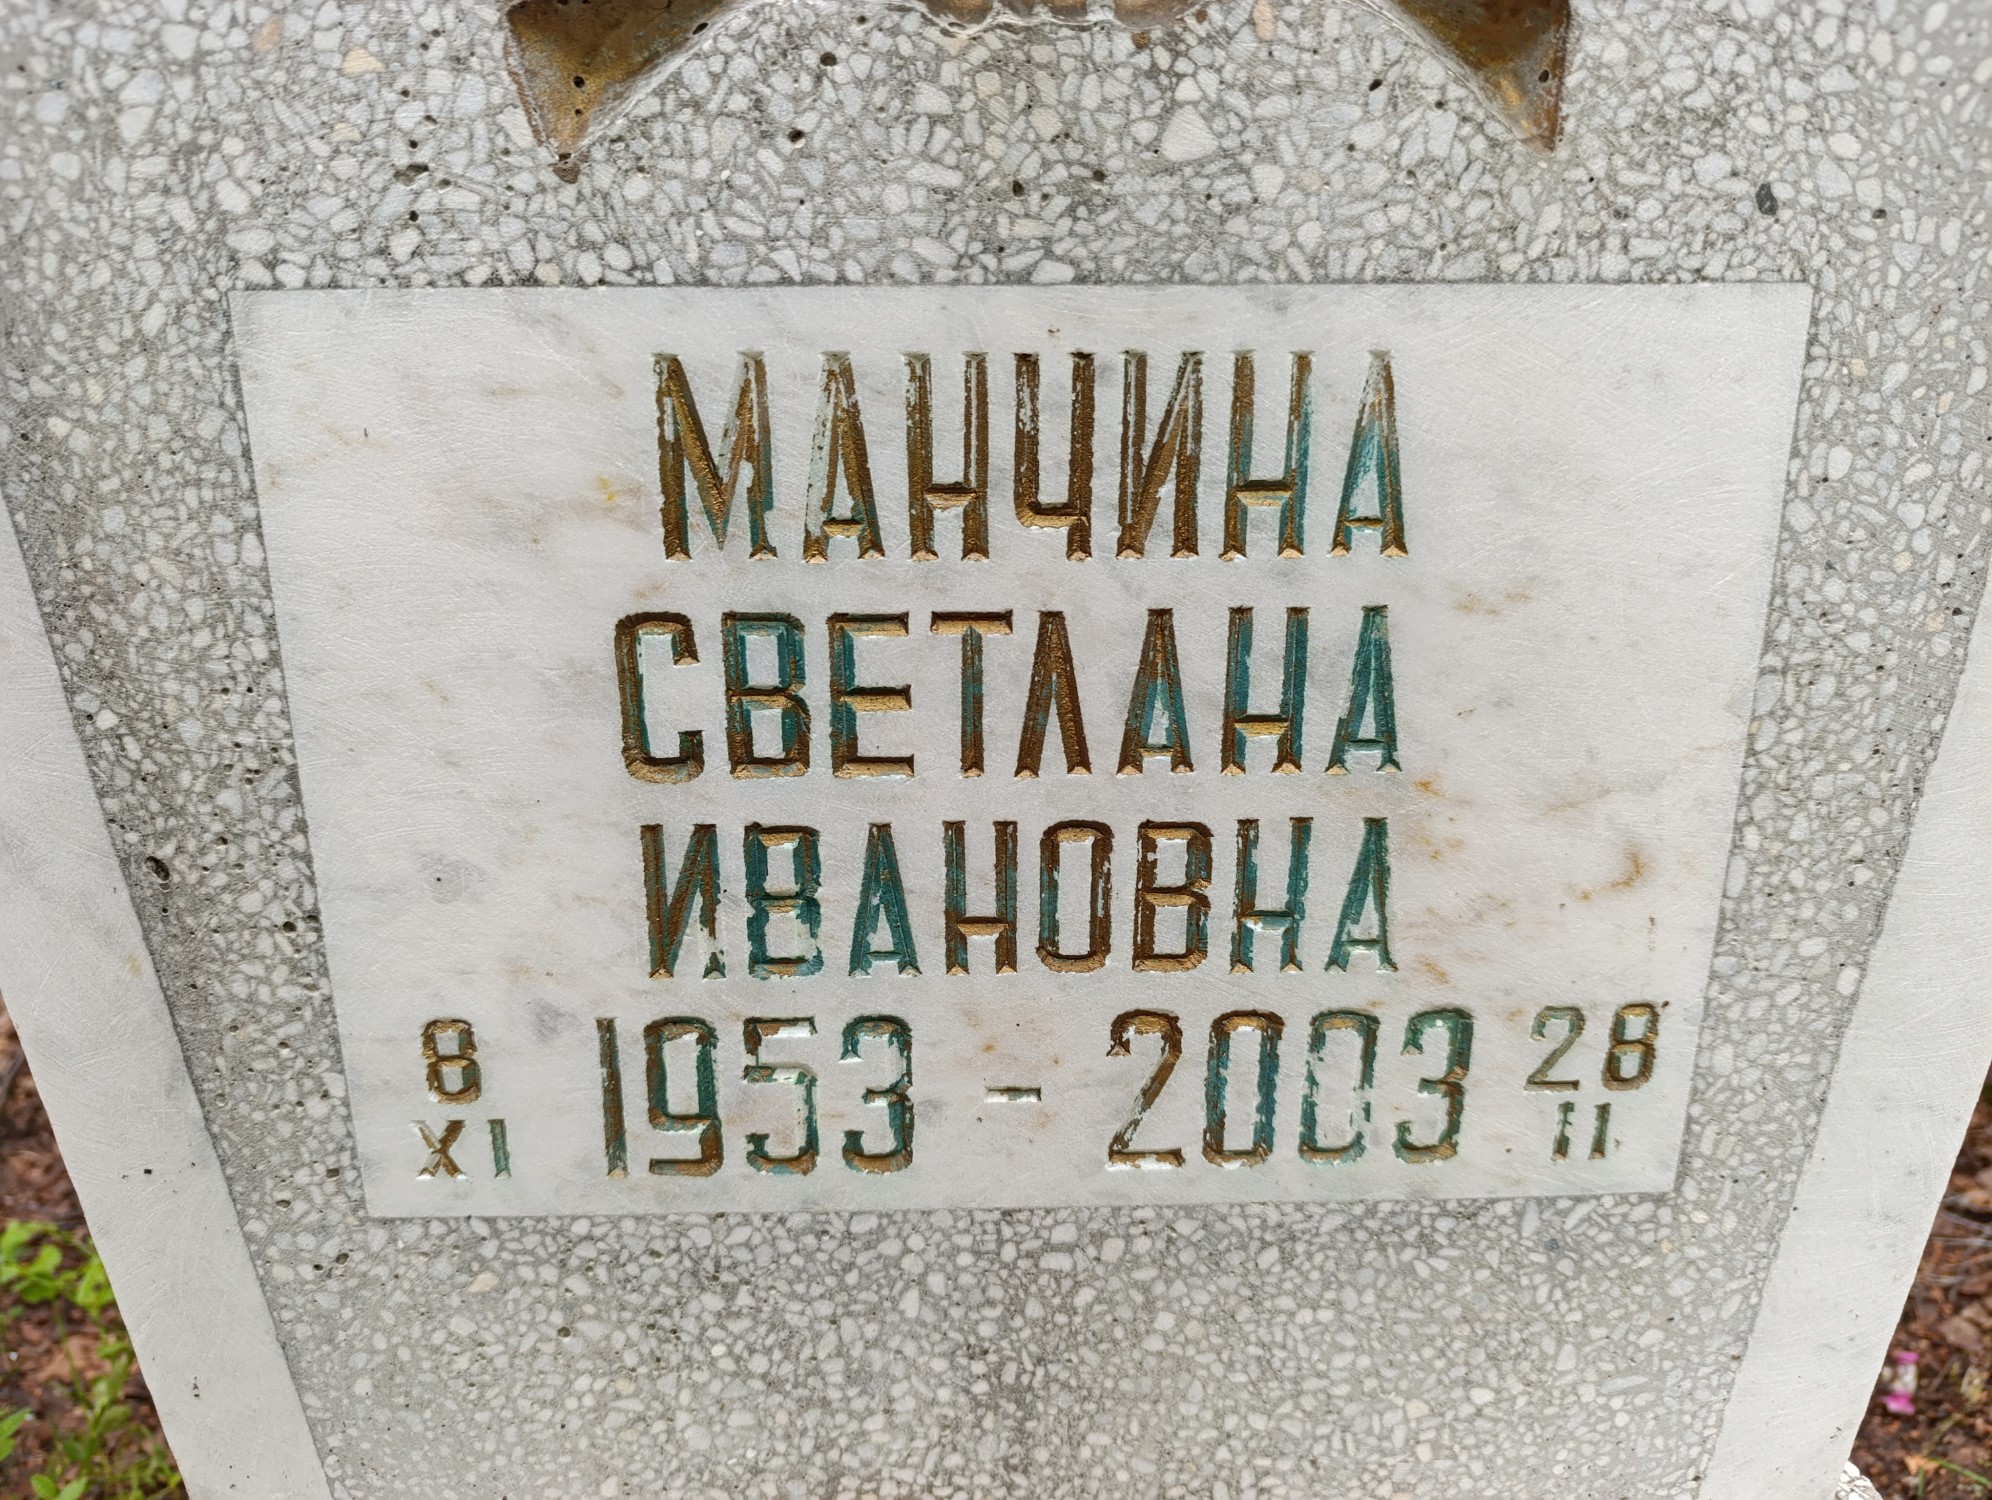 МАНЧИНА
СВЕТЛАНА
ИВАНОВНА
8 XI 1953 - 2003 28 II